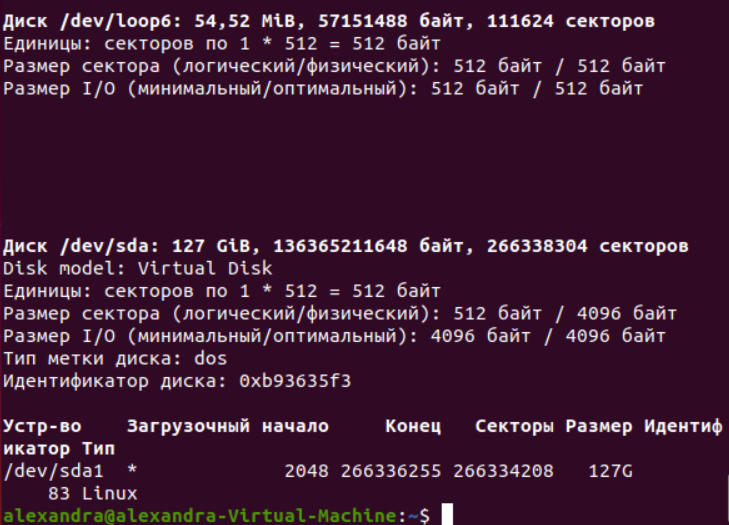 Диск /dev/loop6: 54,52 MiB, 57151488 байт, 111624 секторов
Единицы: секторов по 1 * 512 = 512 байт
Размер сектора (логический/физический): 512 байт / 512 байт
Размер I/O (минимальный/оптимальный): 512 байт / 512 байт
Диск /dev/sda: 127 GiB, 136365211648 байт, 266338304 секторов
Disk model: Virtual Disk
Единицы: секторов по 1 * 512 = 512 байт
Размер сектора (логический/физический): 512 байт / 4096 байт
Размер I/O (минимальный/оптимальный): 4096 байт / 4096 байт
Тип метки диска: dos
Идентификатор диска: 0xb93635f3
Устр-во    Загрузочный начало     Конец   Секторы Размер Идентиф
икатор Тип
/dev/sda1  *             2048 266336255 266334208   127G
    83 Linux
alexandra@alexandra-Virtual-Machine:~$